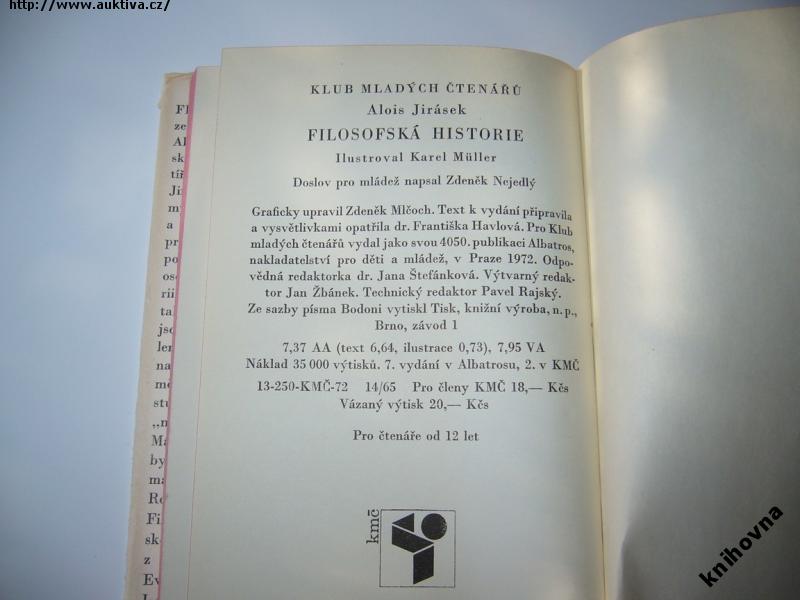 http://www.auktiva.cz/
KLUB MLADÝCH ČTENÁŘŮ
Alois Jirásek
FILOSOFSKÁ HISTORIE
Ilustroval Karel Müller
Doslov pro mládež napsal Zdeněk Nejedlý
Graficky upravil Zdeněk Mlčoch. Text k vydání připravila
a vysvětlivkami opatřila dr. Františka Havlová. Pro Klub
mladých čtenářů vydal jako svou 4050. publikaci Albatros,
nakladatelství pro děti a mládež, v Praze 1972. Odpo-
vědná redaktorka dr. Jana Štefánková. Výtvarný redak-
tor Jan Žbánek. Technický redaktor Pavel Rajský.
Ze sazby písma Bodoni vytiskl Tisk, knižní výroba, n. p.,
Brno, závod 1
7,37 AA (text 6,64, ilustrace 0,73), 7,95 VA
Náklad 35 000 výtisků. 7. vydání v Albatrosu, 2. v KMČ
13-250-KMČ-72 14/65 Pro členy KMČ 18,— Kčs
Vázaný výtisk 20,— Kčs
Pro čtenáře od 12 let
kmč
knihovna